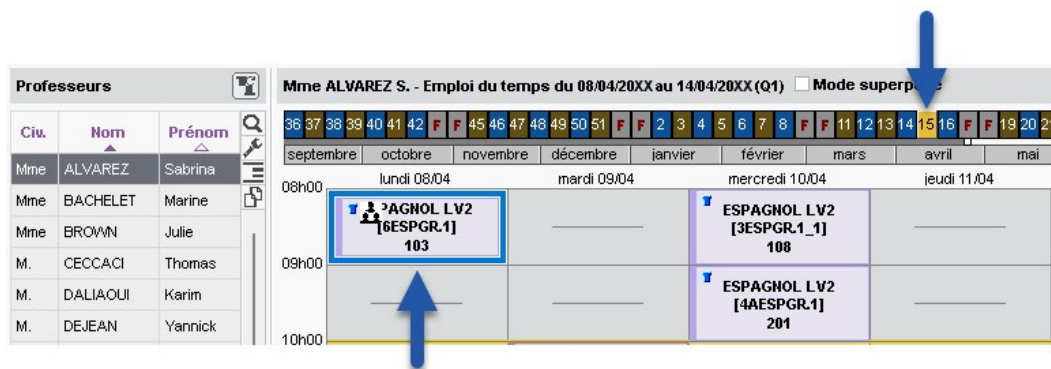 Professeurs
Civ. Nom Prénom
Mme ALVAREZ Sabrina
Mme BACHELET Marine
Mme BROWN Julie
M. CECCACI Thomas
M. DALIAOUI Karim
M. DEJEAN Yannick
Mme ALVAREZ S. - Emploi du temps du 08/04/20XX au 14/04/20XX (Q1) Mode
36 37 38 39 40 41 42 F F 45 46 47 48 49 50 51 F F 2 3 4 5 6 7 8 F F 11 12 13 14 15 16 F F 19 20
septembre octobre novembre décembre janvier février mars avril mai
lundi 08/04 mardi 09/04 mercredi 10/04 jeudi 11/04
08h00
PAGNOL LV2
[6ESPGR.1]
103
ESPAGNOL LV2
[3ESPGR.1_1]
108
09h00
ESPAGNOL LV2
[4AESPGR.1]
201
10h00